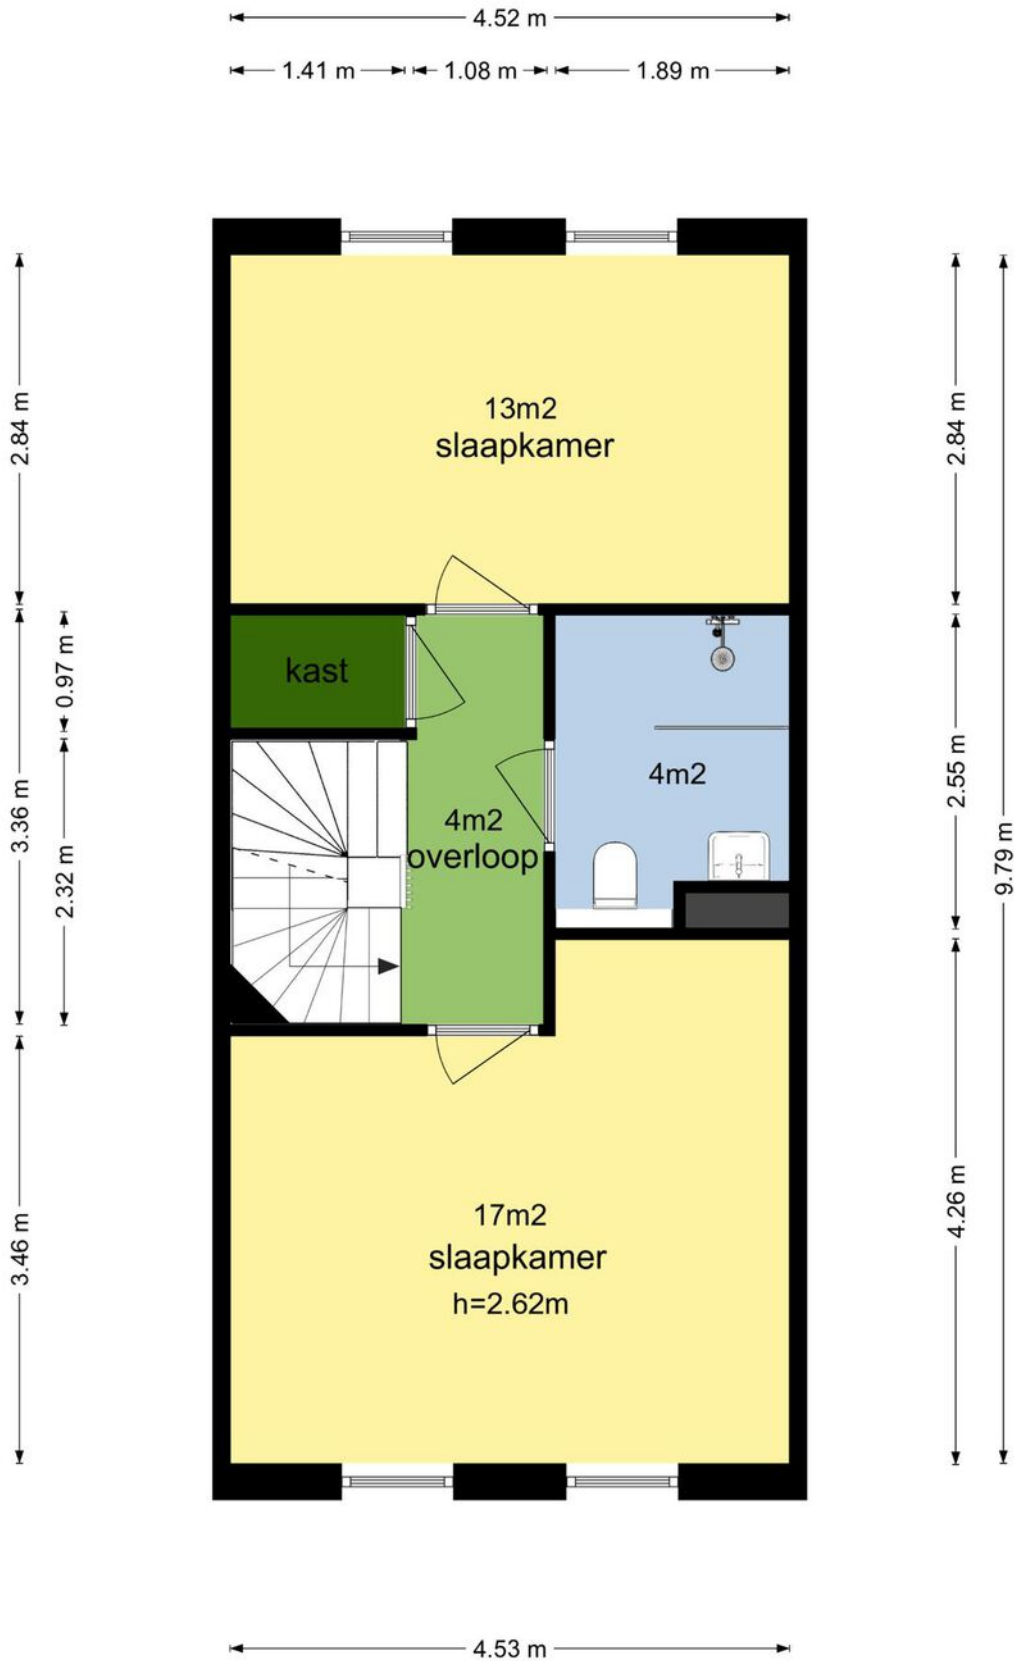 4.52 m
1.41 m 1.08 m 1.89 m
2.84 m
13m2
slaapkamer
2.84 m
0.97 m
kast
3.36 m
2.32 m
4m2
overloop
4m2
2.55 m
9.79 m
3.46 m
17m2
slaapkamer
h=2.62m
4.26 m
4.53 m